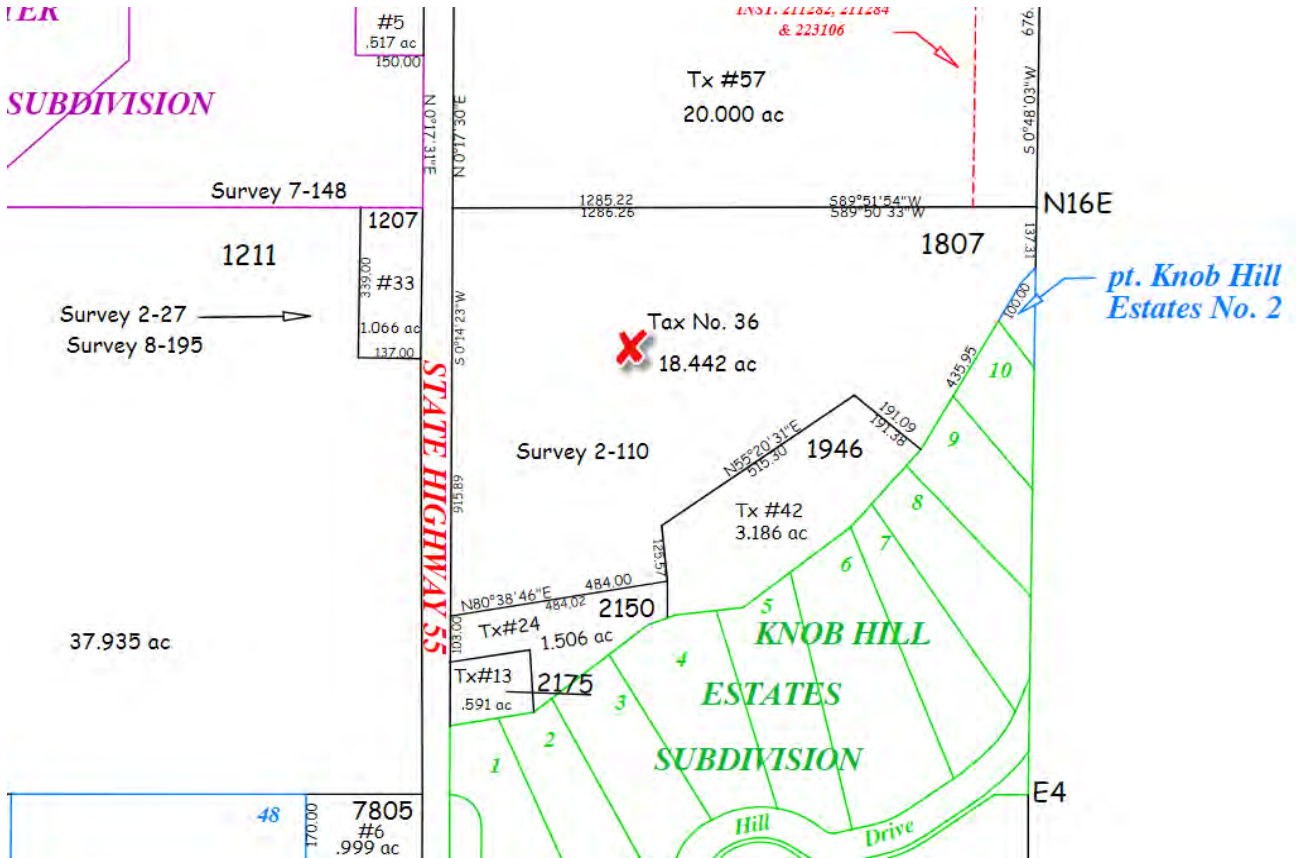 TER
SUBDIVISION
#5
.517 ac
150.00
INST. 211282, 211284
& 223106
676.
Tx #57
20.000 ac
N 0°17'31"E
N 0°17'30"E
S 0°48'03"W
Survey 7-148
1285.22
1286.26
S89°51'54"W
S89°50'33"W
N16E
1207
1211
339.00
#33
1.066 ac
137.00
Survey 2-27
Survey 8-195
1807
137.31
pt. Knob Hill
Estates No. 2
100.00
S 0°14'23"W
Tax No. 36
18.442 ac
435.95
10
STATE HIGHWAY 55
191.09
191.38
9
N55°20'31"E
515.30
1946
Survey 2-110
915.89
8
Tx #42
3.186 ac
7
125.57
6
N80°38'46"E
484.00
484.02
2150
5
103.00
Tx#24
1.506 ac
37.935 ac
KNOB HILL
4
Tx#13
.591 ac
2175
3
ESTATES
2
1
SUBDIVISION
E4
48
170.00
7805
#6
.999 ac
Hill
Drive